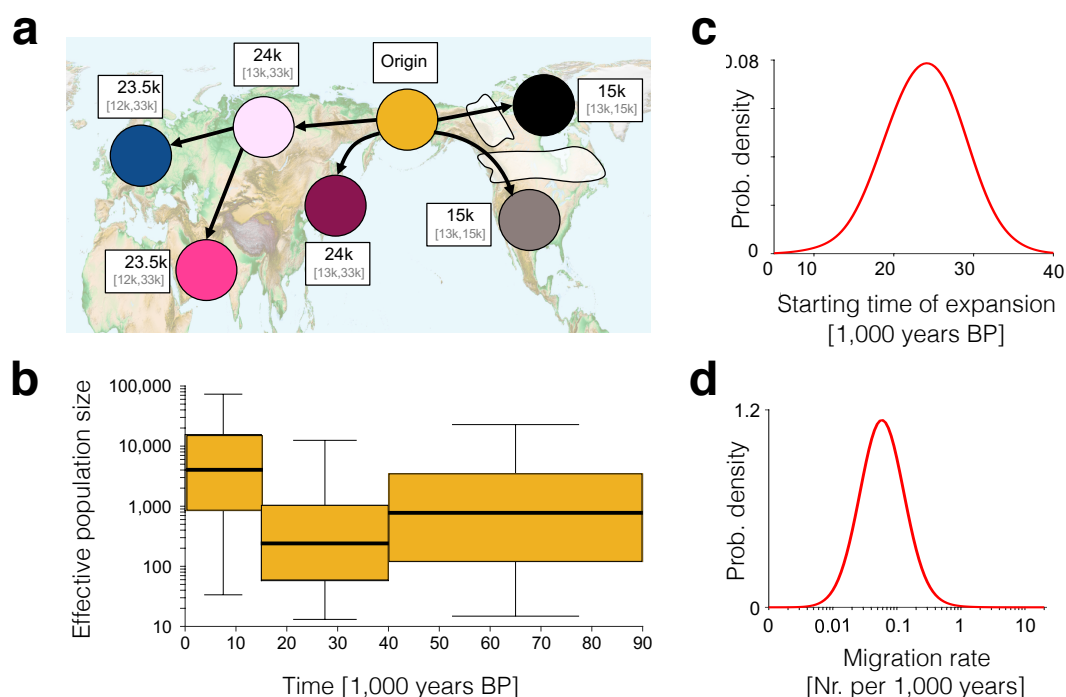 a
24k
[13k,33k]
Origin
23.5k
[12k,33k]
15k
[13k,15k]
15k
[13k,15k]
23.5k
[12k,33k]
24k
[13k,33k]
b
Effective population size
100,000
10,000
1,000
100
10
0 10 20 30 40 50 60 70 80 90
Time [1,000 years BP]
c
Prob. density
0.08
0
5 10 20 30 40
Starting time of expansion
[1,000 years BP]
d
Prob. density
1.2
0
0 0.01 0.1 1 10
Migration rate
[Nr. per 1,000 years]